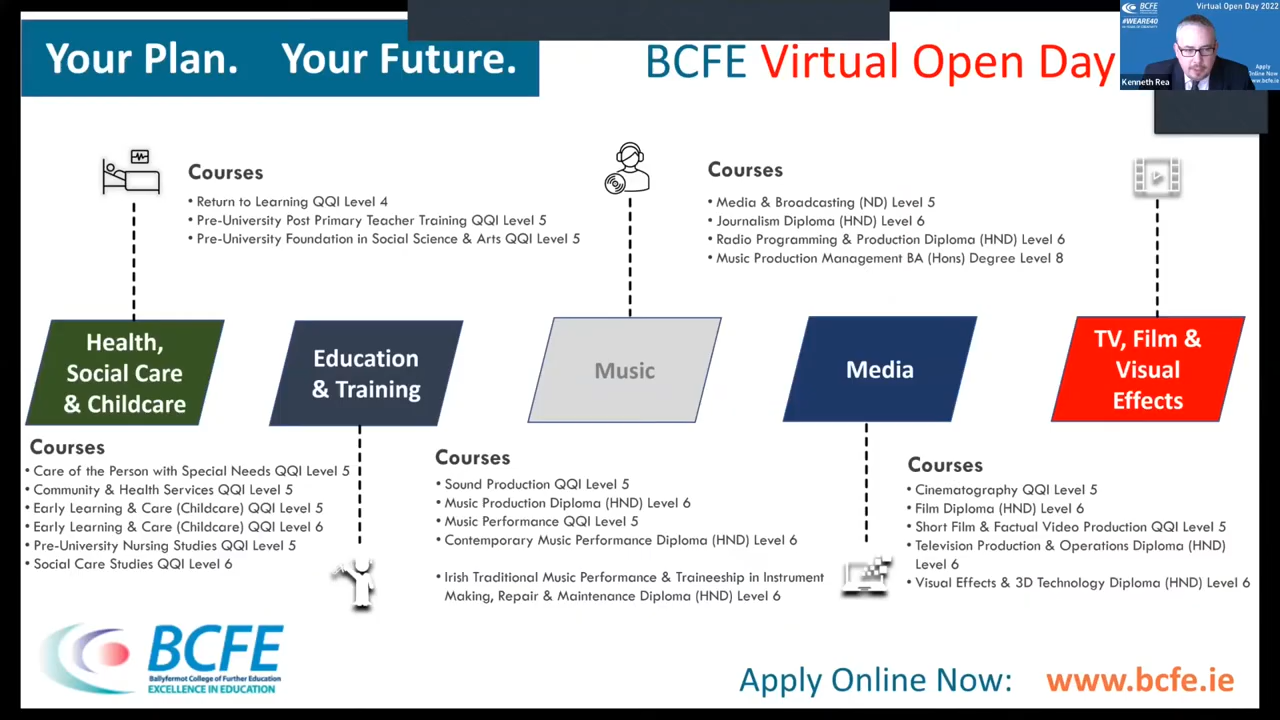 Your Plan. Your Future.
BCFE Virtual Open Day
BCFE
Virtual Open Day 2022
#WEARE40
Apply
Online Now
www.bcfe.ie
Kenneth Rea
Courses
• Return to Learning QQI Level 4
• Pre-University Post Primary Teacher Training QQI Level 5
• Pre-University Foundation in Social Science & Arts QQI Level 5
Courses
• Media & Broadcasting (ND) Level 5
• Journalism Diploma (HND) Level 6
• Radio Programming & Production Diploma (HND) Level 6
• Music Production Management BA (Hons) Degree Level 8
Health,
Social Care
& Childcare
Education
& Training
Music
Media
TV, Film &
Visual
Effects
Courses
• Care of the Person with Special Needs QQI Level 5
• Community & Health Services QQI Level 5
• Early Learning & Care (Childcare) QQI Level 5
• Early Learning & Care (Childcare) QQI Level 6
• Pre-University Nursing Studies QQI Level 5
• Social Care Studies QQI Level 6
Courses
• Sound Production QQI Level 5
• Music Production Diploma (HND) Level 6
• Music Performance QQI Level 5
• Contemporary Music Performance Diploma (HND) Level 6
• Irish Traditional Music Performance & Traineeship in Instrument
Making, Repair & Maintenance Diploma (HND) Level 6
Courses
• Cinematography QQI Level 5
• Film Diploma (HND) Level 6
• Short Film & Factual Video Production QQI Level 5
• Television Production & Operations Diploma (HND)
Level 6
• Visual Effects & 3D Technology Diploma (HND) Level 6
BCFE
Ballyfermot College of Further Education
EXCELLENCE IN EDUCATION
Apply Online Now: www.bcfe.ie